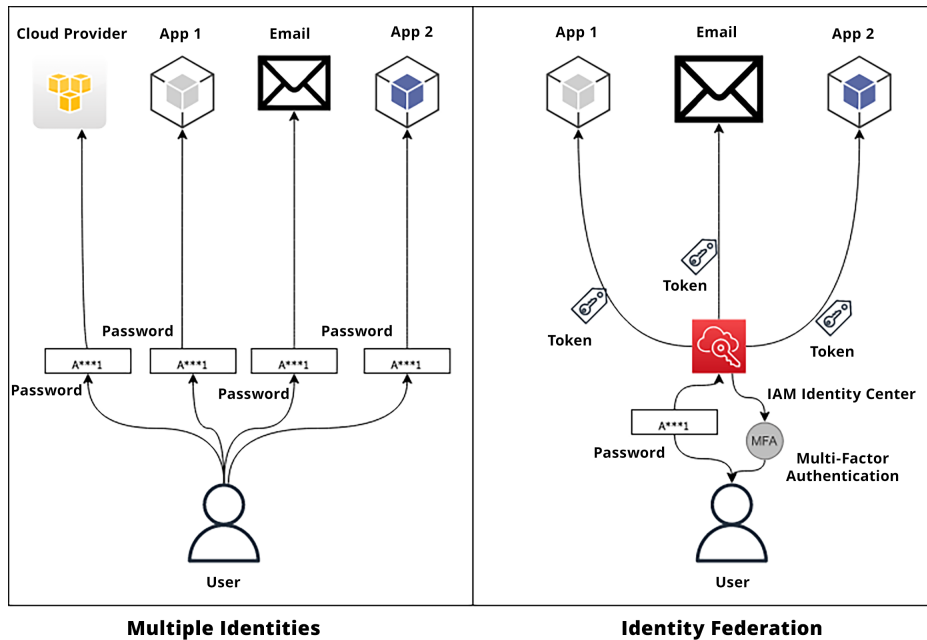 Cloud Provider
App 1
Email
App 2
Password
Password
A***1
A***1
A***1
A***1
Password
Password
User
Multiple Identities
App 1
Email
App 2
Token
Token
Token
IAM Identity Center
A***1
MFA
Password
Multi-Factor
Authentication
User
Identity Federation